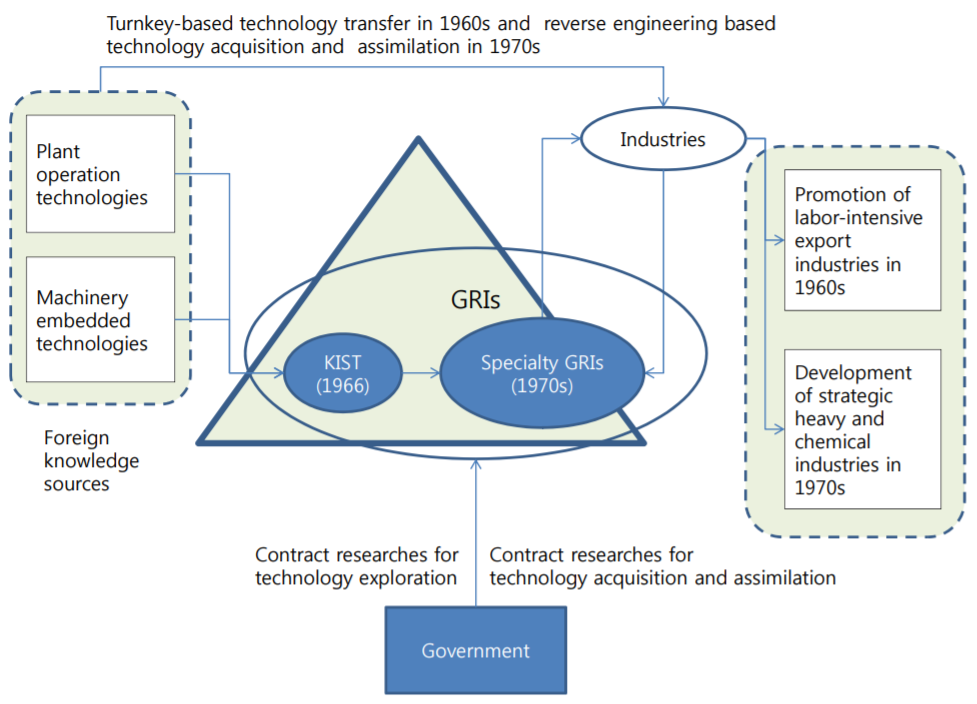 Turnkey-based technology transfer in 1960s and reverse engineering based
technology acquisition and assimilation in 1970s
Plant
operation
technologies
Machinery
embedded
technologies
Foreign
knowledge
sources
GRIs
KIST
(1966)
Specialty GRIs
(1970s)
Industries
Promotion of
labor-intensive
export
industries in
1960s
Development
of strategic
heavy and
chemical
industries in
1970s
Contract researches for
technology exploration
Contract researches for
technology acquisition and assimilation
Government